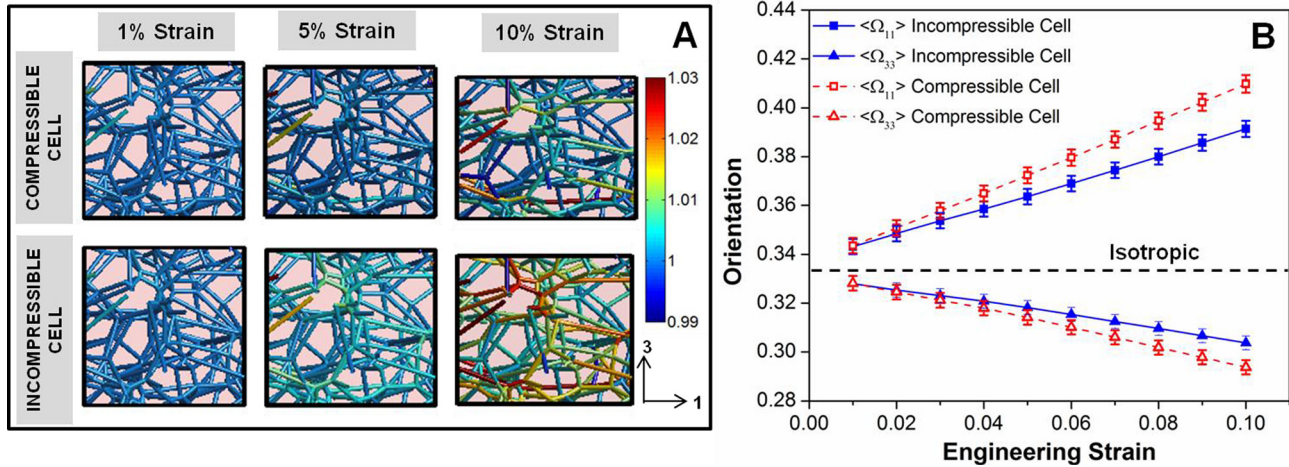 1% Strain
5% Strain
10% Strain
A
COMPRESSIBLE
CELL
INCOMPRESSIBLE
CELL
1.03
1.02
1.01
1
0.99
3
1
B
<Ω11> Incompressible Cell
<Ω33> Incompressible Cell
<Ω11> Compressible Cell
<Ω33> Compressible Cell
Isotropic
Orientation
0.44
0.42
0.40
0.38
0.36
0.34
0.32
0.30
0.28
0.00
0.02
0.04
0.06
0.08
0.10
Engineering Strain